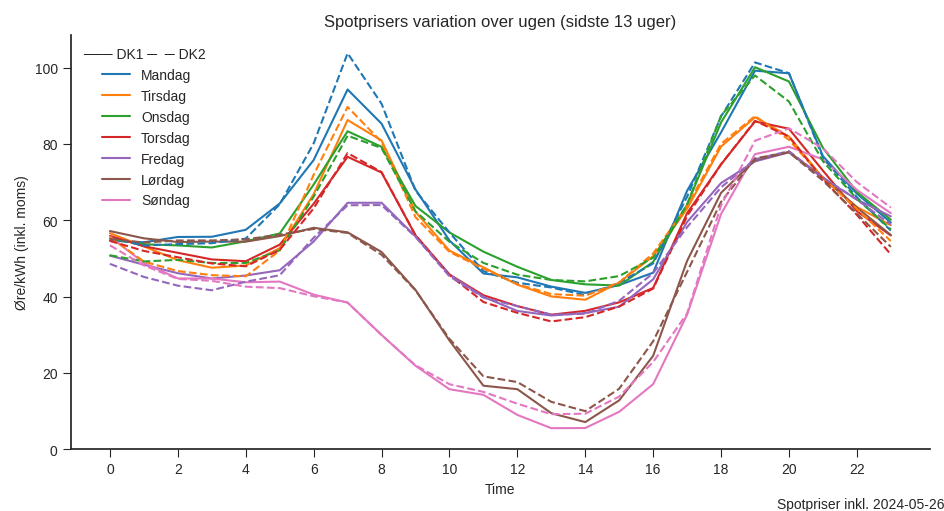 Spotprisers variation over ugen (sidste 13 uger)
Øre/kWh (inkl. moms)
100
80
60
40
20
0
DK1 DK2
Mandag
Tirsdag
Onsdag
Torsdag
Fredag
Lørdag
Søndag
0 2 4 6 8 10 12 14 16 18 20 22
Time
Spotpriser inkl. 2024-05-26